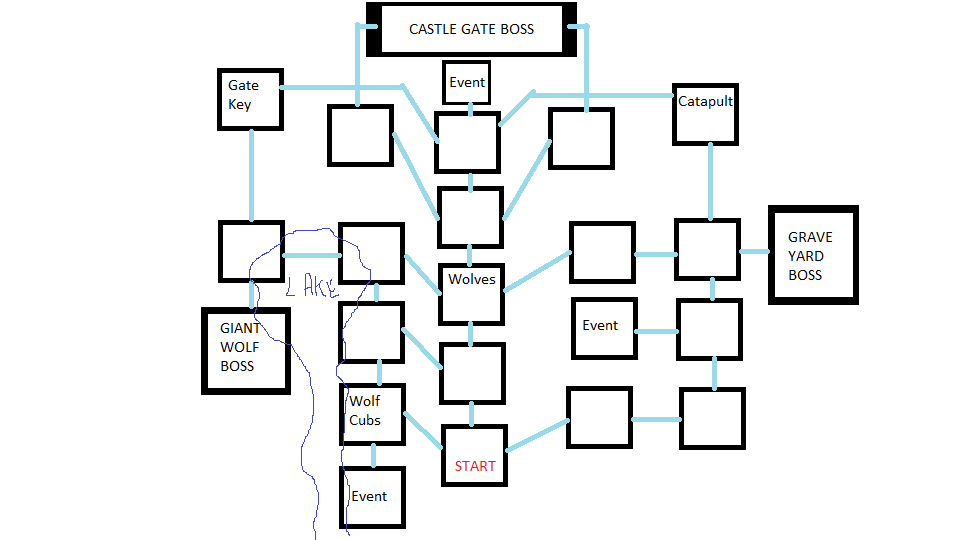 CASTLE GATE BOSS
Event
Gate
Key
Catapult
GRAVE
YARD
BOSS
Wolves
LAKE
GIANT
WOLF
BOSS
Event
Wolf
Cubs
START
Event